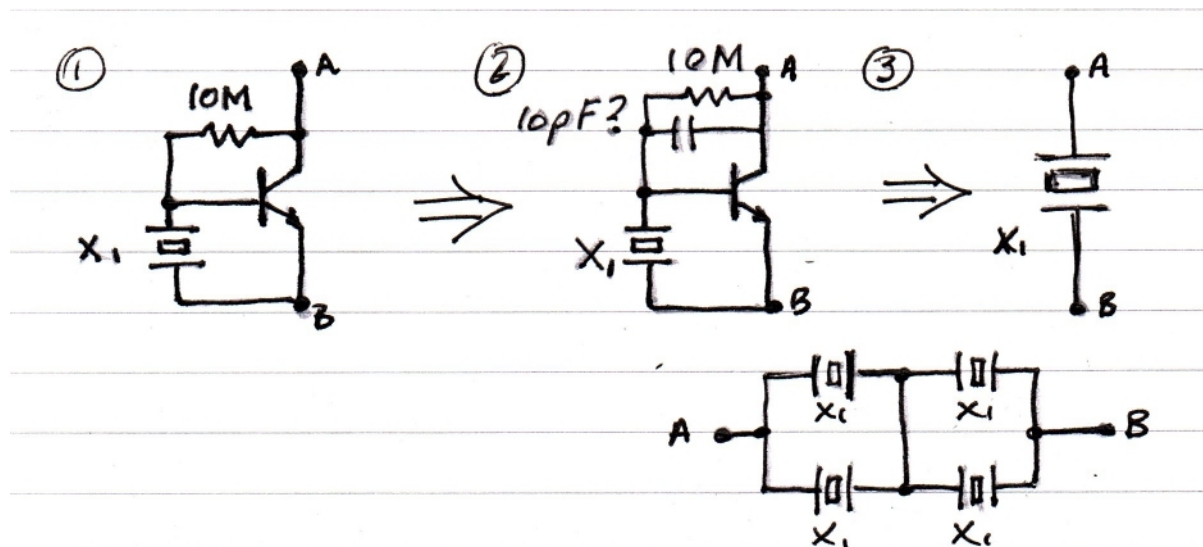 ① A ② 10M A ③ A
10M
10pF?
X₁ X₁ X₁
B B B
X₁ X₁
A B
X₁ X₁